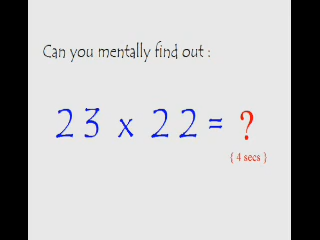 Can you mentally find out :
23 x 22 = ?
( 4 secs )